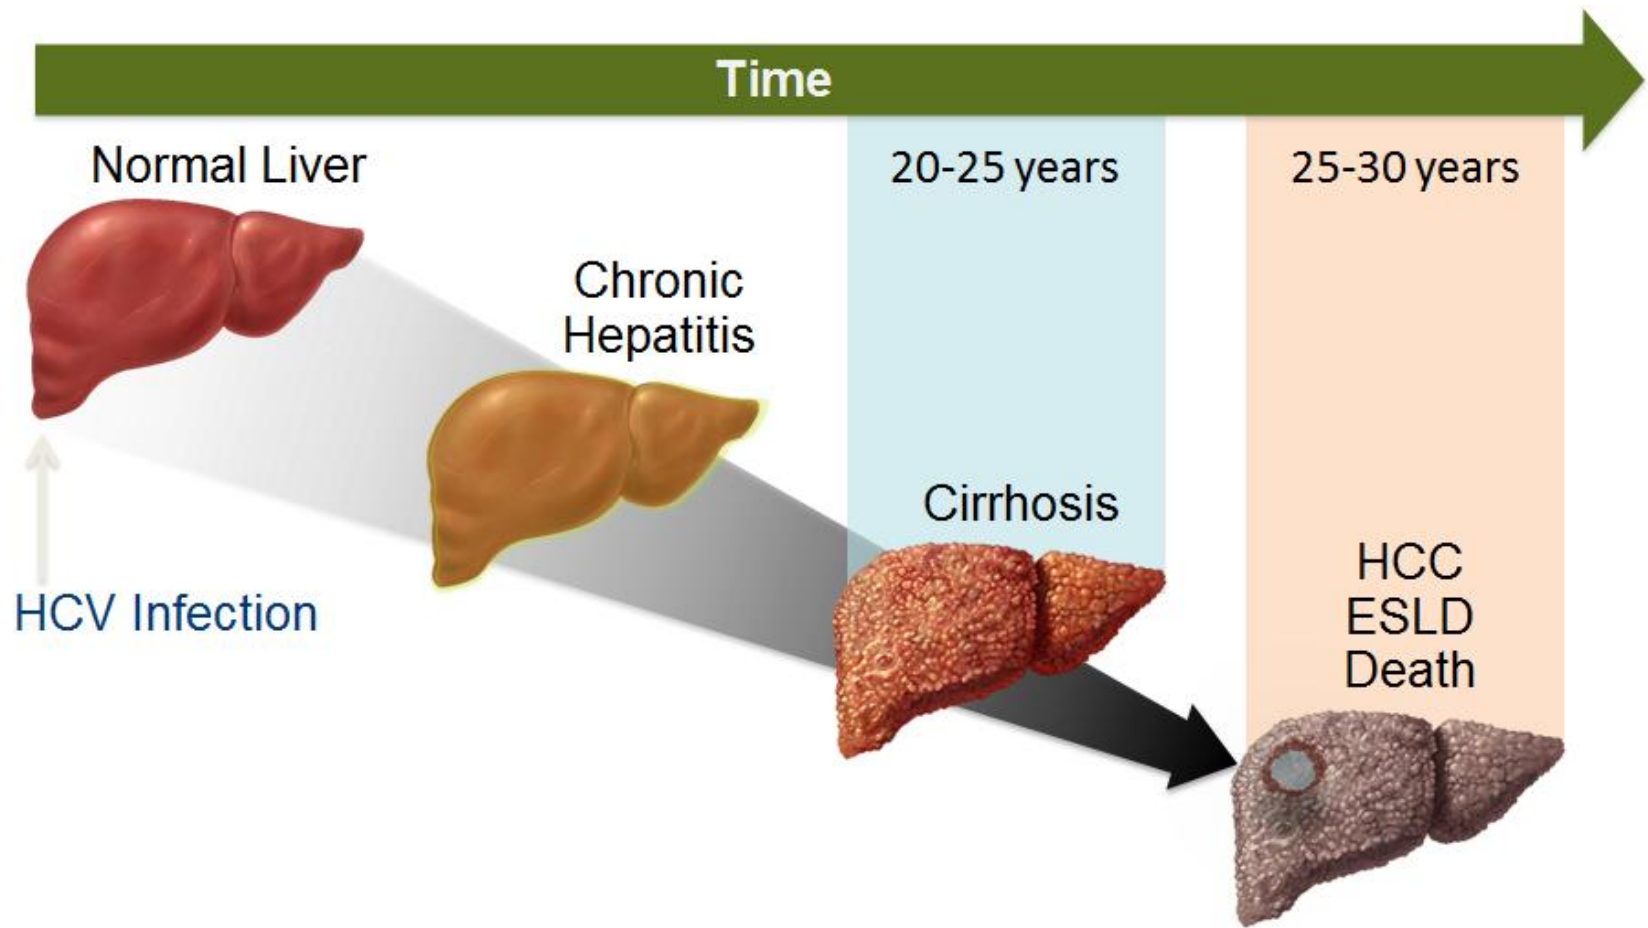 Time
Normal Liver
20-25 years
25-30 years
Chronic
Hepatitis
Cirrhosis
HCC
ESLD
Death
HCV Infection